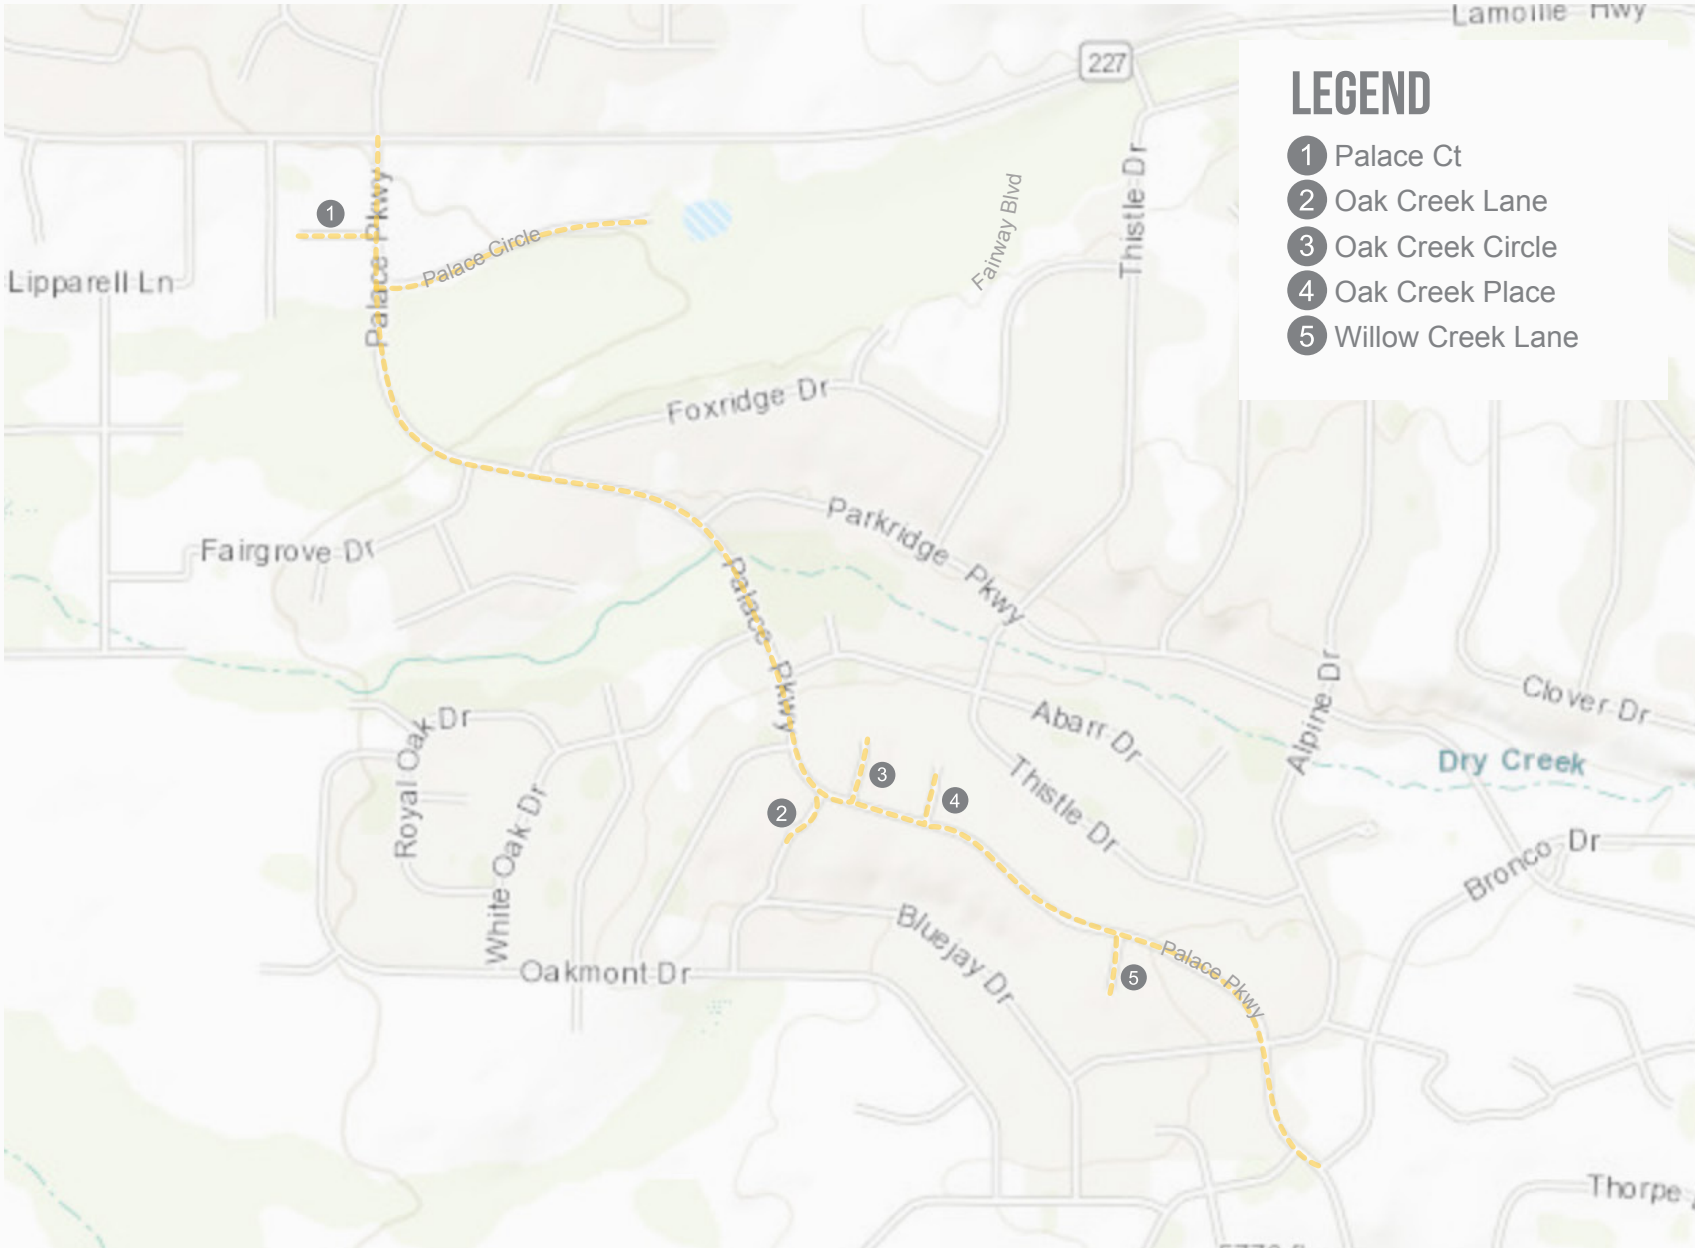 Lamoille Hwy
227
LEGEND
1 Palace Ct
2 Oak Creek Lane
3 Oak Creek Circle
4 Oak Creek Place
5 Willow Creek Lane
Thistle Dr
Fairway Blvd
1
Palace Pkwy
Palace Circle
Lipparell Ln
Foxridge Dr
Parkridge Pkwy
Fairgrove Dr
Palace Pkwy
Abarr Dr
Alpine Dr
Clover Dr
Dry Creek
Royal Oak Dr
White Oak Dr
3
4
2
Thistle Dr
Bronco Dr
Bluejay Dr
Palace Pkwy
5
Oakmont Dr
Thorpe